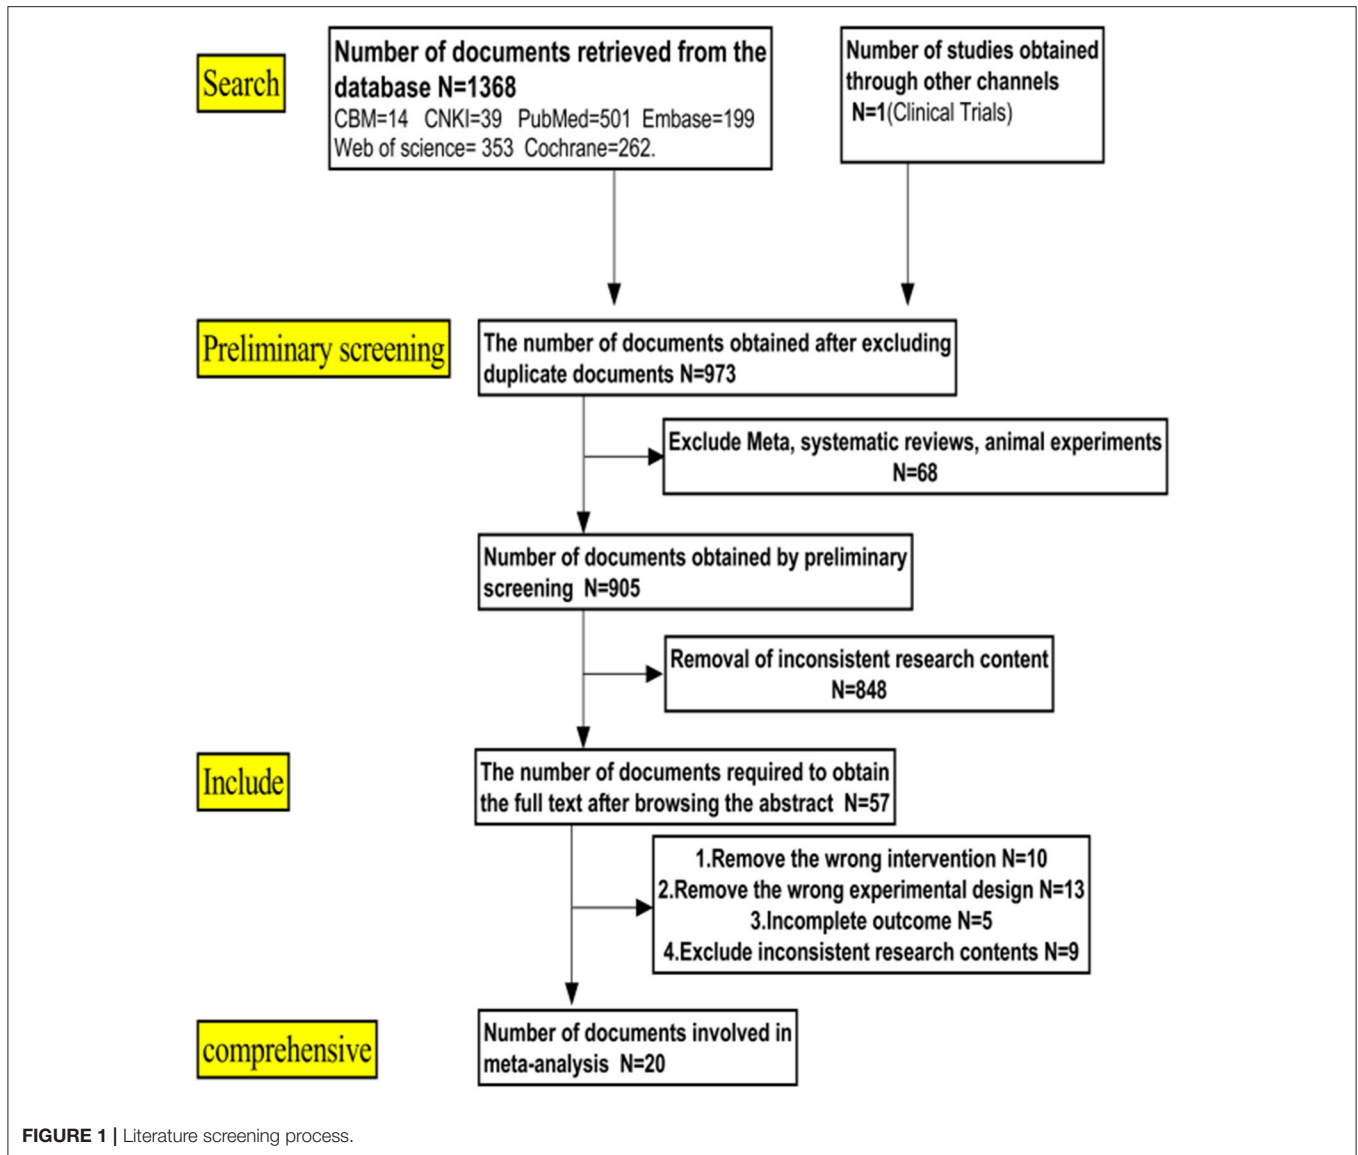 Search
Number of documents retrieved from the
database N=1368
CBM=14 CNKI=39 PubMed=501 Embase=199
Web of science= 353 Cochrane=262.
Number of studies obtained
through other channels
N=1(Clinical Trials)
Preliminary screening
The number of documents obtained after excluding
duplicate documents N=973
Exclude Meta, systematic reviews, animal experiments
N=68
Number of documents obtained by preliminary
screening N=905
Removal of inconsistent research content
N=848
Include
The number of documents required to obtain
the full text after browsing the abstract N=57
1.Remove the wrong intervention N=10
2.Remove the wrong experimental design N=13
3.Incomplete outcome N=5
4.Exclude inconsistent research contents N=9
comprehensive
Number of documents involved in
meta-analysis N=20
FIGURE 1 | Literature screening process.